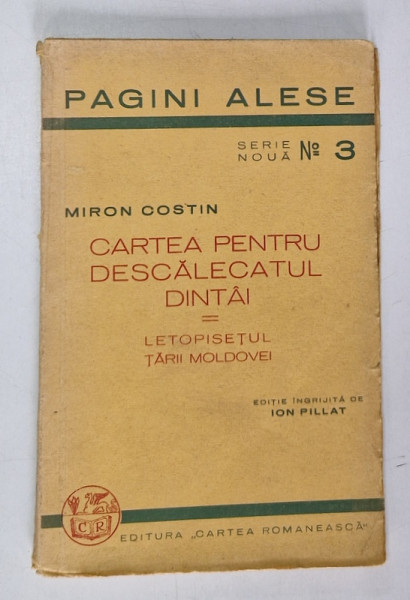 PAGINI ALESE
SERIE
NOUĂ Nº 3
MIRON COSTIN
CARTEA PENTRU
DESCĂLECATUL
DINTÂI
=
LETOPISEȚUL
ȚĂRII MOLDOVEI
EDIȚIE ÎNGRIJITĂ DE
ION PILLAT
C R
EDITURA „CARTEA ROMANEASCĂ"